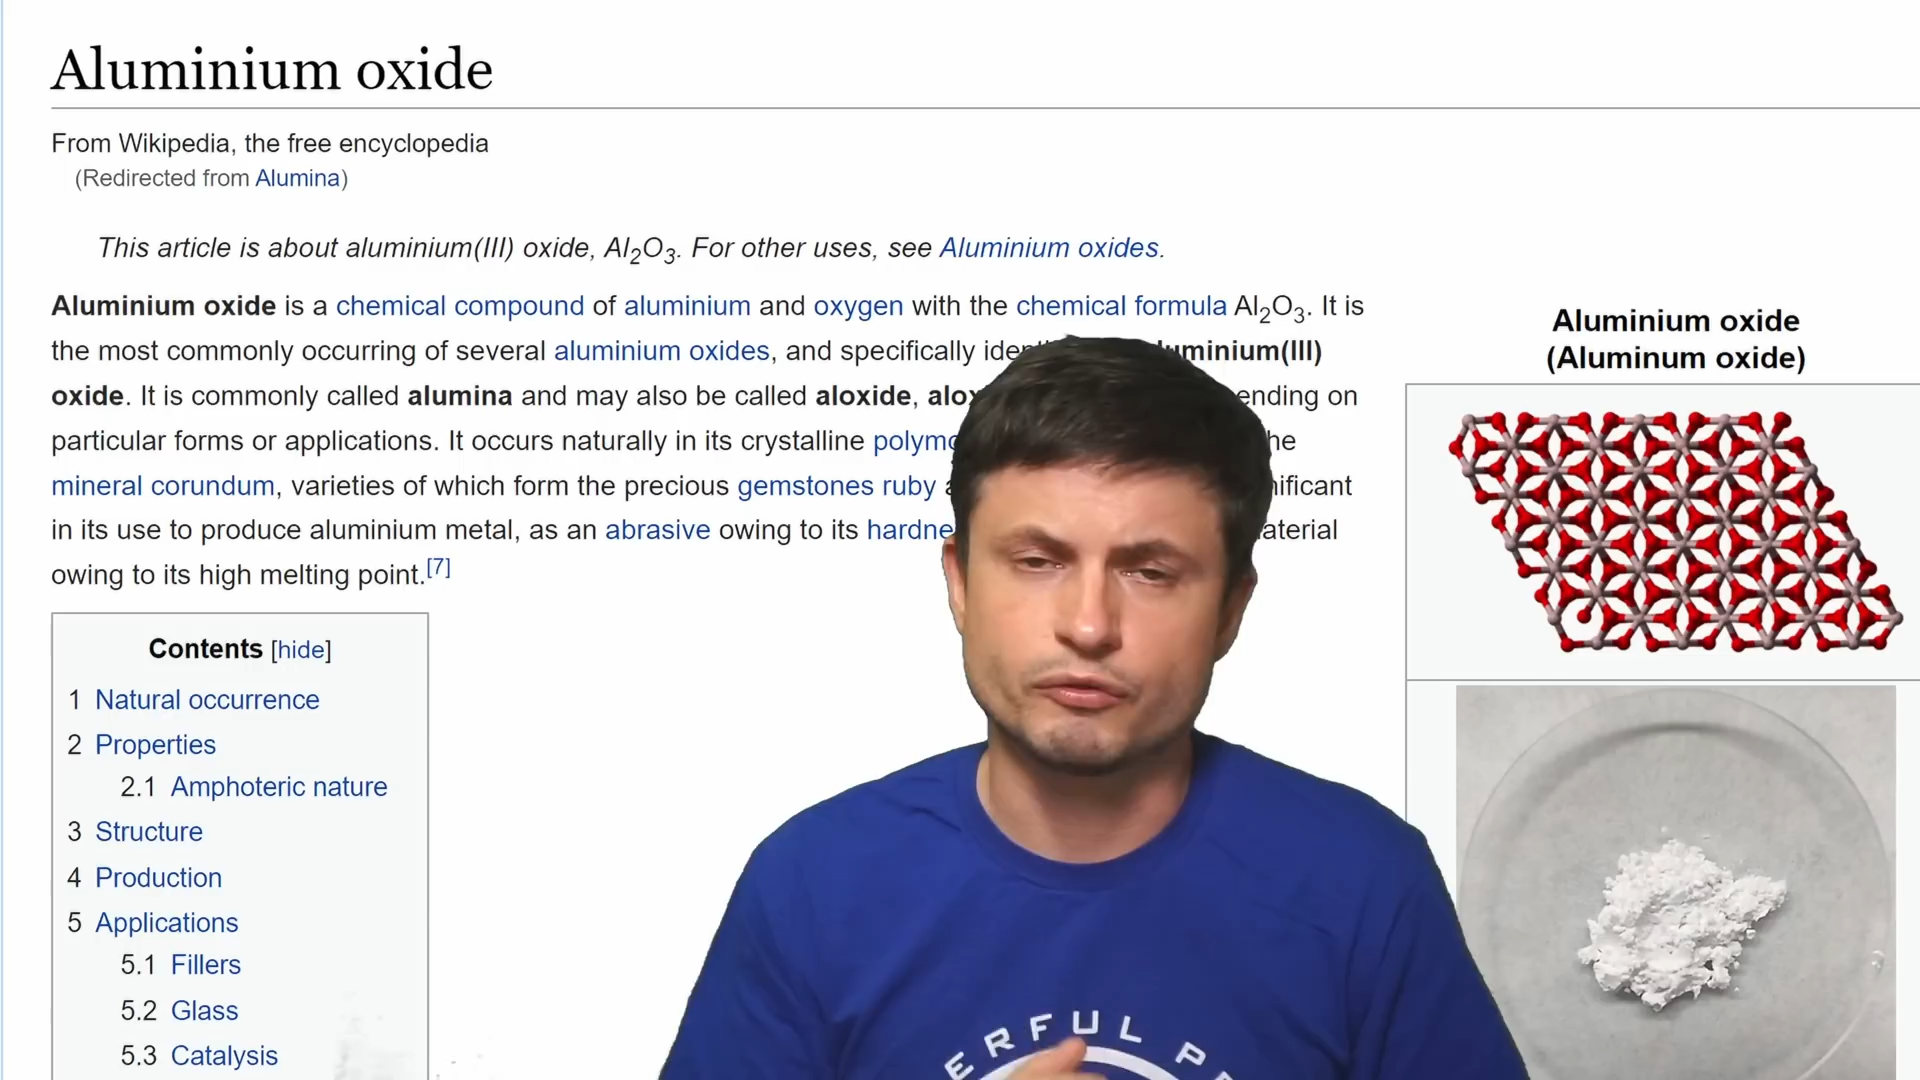 Aluminium oxide
From Wikipedia, the free encyclopedia
(Redirected from Alumina)
This article is about aluminium(III) oxide, Al₂O₃. For other uses, see Aluminium oxides.
Aluminium oxide is a chemical compound of aluminium and oxygen with the chemical formula Al₂O₃. It is
the most commonly occurring of several aluminium oxides, and specifically
oxide. It is commonly called alumina and may also be called aloxide, on
particular forms or applications. It occurs naturally in its crystalline
mineral corundum, varieties of which form the precious gemstones ruby
in its use to produce aluminium metal, as an abrasive owing to its
owing to its high melting point.[7]
Aluminium oxide
(Aluminum oxide)
Contents [hide]
1 Natural occurrence
2 Properties
2.1 Amphoteric nature
3 Structure
4 Production
5 Applications
5.1 Fillers
5.2 Glass
5.3 Catalysis